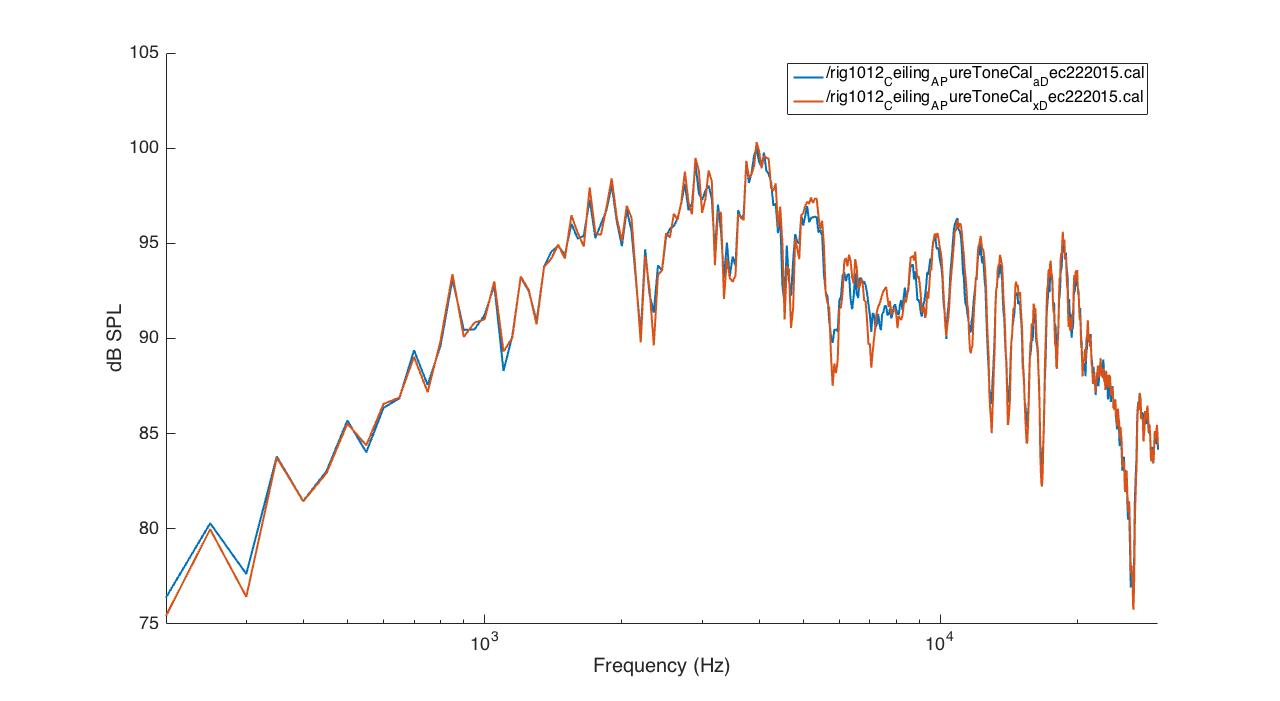 105
100
95
90
85
80
75
dB SPL
/rig1012_Ceiling_APureToneCal_aDec222015.cal
/rig1012_Ceiling_APureToneCal_xDec222015.cal
10^3
10^4
Frequency (Hz)